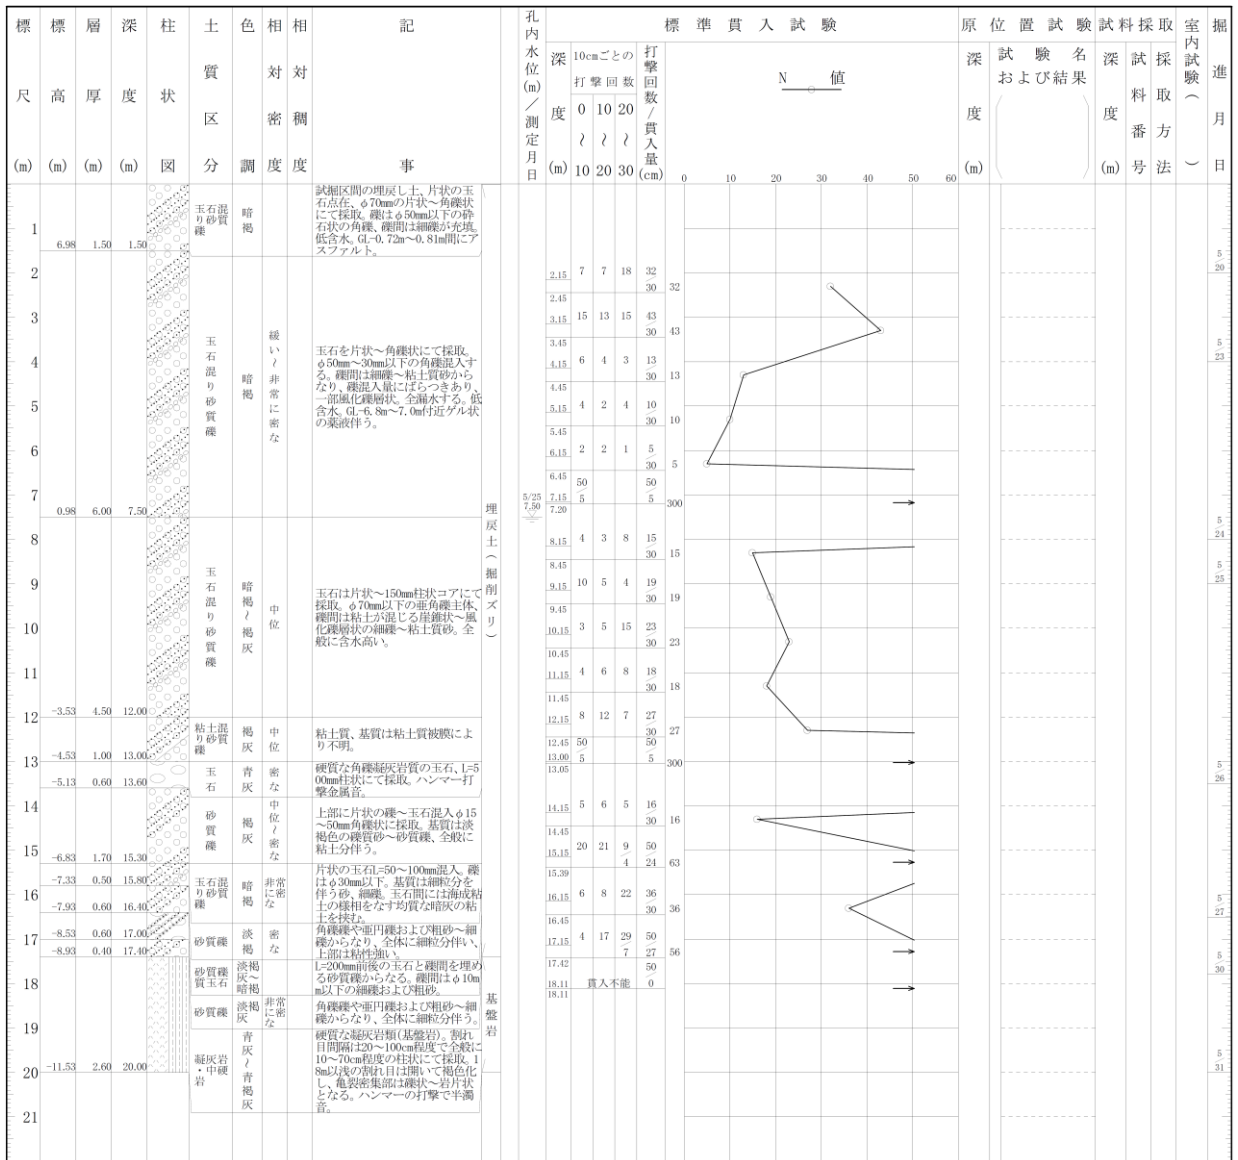 標尺(m)
標高(m)
層厚(m)
深度(m)
柱状図
土質区分
色調
相対密度
相対稠度
記事
孔内水位(m)／測定月日
標準貫入試験
深度(m)
10cmごとの
打撃回数
0〜10
10〜20
20〜30
打撃回数/貫入量(cm)
N 値
0 10 20 30 40 50 60
原位置試験
深度(m)
試験名
および結果
試料採取
深度(m)
試料番号
採取方法
室内試験（ ）
掘進月日
1
2
3
4
5
6
7
8
9
10
11
12
13
14
15
16
17
18
19
20
21
6.98 1.50 1.50
0.98 6.00 7.50
-3.53 4.50 12.00
-4.53 1.00 13.00
-5.13 0.60 13.60
-6.83 1.70 15.30
-7.33 0.50 15.80
-7.93 0.60 16.40
-8.53 0.60 17.00
-8.93 0.40 17.40
-11.53 2.60 20.00
玉石混
り砂質
礫
暗褐
試掘区間の埋戻し土、片状の玉
石点在、φ70mmの片状〜角礫状
にて採取。礫はφ50mm以下の砕
石状の角礫、礫間は細礫が充填。
低含水。GL-0.72m〜0.81m間にア
スファルト。
玉石混り砂質礫
暗褐
緩い〜非常に密な
玉石を片状〜角礫状にて採取。
φ50mm〜30mm以下の角礫混入す
る。礫間は細礫〜粘土質砂から
なり、礫混入量にばらつきあり、
一部風化礫層状。全漏水する。低
含水。GL-6.8m〜7.0m付近ゲル状
の薬液伴う。
玉石混り砂質礫
暗褐〜褐灰
中位
玉石は片状〜150mm柱状コアにて
採取。φ70mm以下の亜角礫主体、
礫間は粘土が混じる崖錐状〜風
化礫層状の細礫〜粘土質砂。全
般に含水高い。
粘土混
り砂質
礫
褐灰
中位
粘土質、基質は粘土質被膜によ
り不明。
玉石
青灰
密な
硬質な角礫凝灰岩質の玉石、L=5
00mm柱状にて採取。ハンマー打
撃金属音。
砂質礫
褐灰
中位〜密な
上部に片状の礫〜玉石混入φ15
〜50mm角礫状に採取。基質は淡
褐色の礫質砂〜砂質礫、全般に
粘土分伴う。
玉石混
り砂質
礫
暗褐
非常に密な
片状の玉石L=50〜100mm混入。礫
はφ30mm以下。基質は細粒分を
伴う砂、細礫。玉石間には海成粘
土の様相をなす均質な暗灰の粘
土を挟む。
砂質礫
淡褐
密な
角礫礫や亜円礫および粗砂〜細
礫からなり、全体に細粒分伴い、
上部は粘性強い。
砂質礫
質玉石
淡褐
灰〜
暗褐
L=200mm前後の玉石と礫間を埋め
る砂質礫からなる。礫間はφ10m
m以下の細礫および粗砂。
砂質礫
淡褐
灰
非常に密な
角礫礫や亜円礫および粗砂〜細
礫からなり、全体に細粒分伴う。
凝灰岩
・中硬
岩
青灰〜青褐灰
硬質な凝灰岩類(基盤岩)。割れ
目間隔は20〜100cm程度で全般に
10〜70cm程度の柱状にて採取。1
8m以浅の割れ目は開いて褐色化
し、亀裂密集部は礫状〜岩片状
となる。ハンマーの打撃で半濁
音。
埋戻土（掘削ズリ）
基盤岩
5/25
7.50
2.15 7 7 18 32/30 32
2.45
3.15 15 13 15 43/30 43
3.45
4.15 6 4 3 13/30 13
4.45
5.15 4 2 4 10/30 10
5.45
6.15 2 2 1 5/30 5
6.45
7.15 50/5 50/5 300
7.20
8.15 4 3 8 15/30 15
8.45
9.15 10 5 4 19/30 19
9.45
10.15 3 5 15 23/30 23
10.45
11.15 4 6 8 18/30 18
11.45
12.15 8 12 7 27/30 27
12.45
13.00 50/5 50/5 300
13.05
14.15 5 6 5 16/30 16
14.45
15.15 20 21 9/4 50/24 63
15.39
16.15 6 8 22 36/30 36
16.45
17.15 4 17 29/7 50/27 56
17.42
18.11 貫入不能 50/0
18.11
5/20
5/23
5/24
5/25
5/26
5/27
5/30
5/31